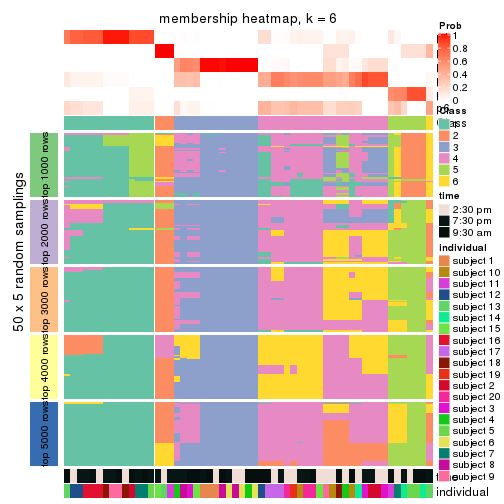 membership heatmap, k = 6
50 x 5 random samplings
top 1000 rows
top 2000 rows
top 3000 rows
top 4000 rows
top 5000 rows
Prob
1
0.8
0.6
0.4
0.2
0
Class
1
2
3
4
5
6
time
2:30 pm
7:30 pm
9:30 am
individual
subject 1
subject 10
subject 11
subject 12
subject 13
subject 14
subject 15
subject 16
subject 17
subject 18
subject 19
subject 2
subject 20
subject 3
subject 4
subject 5
subject 6
subject 7
subject 8
subject 9
individual